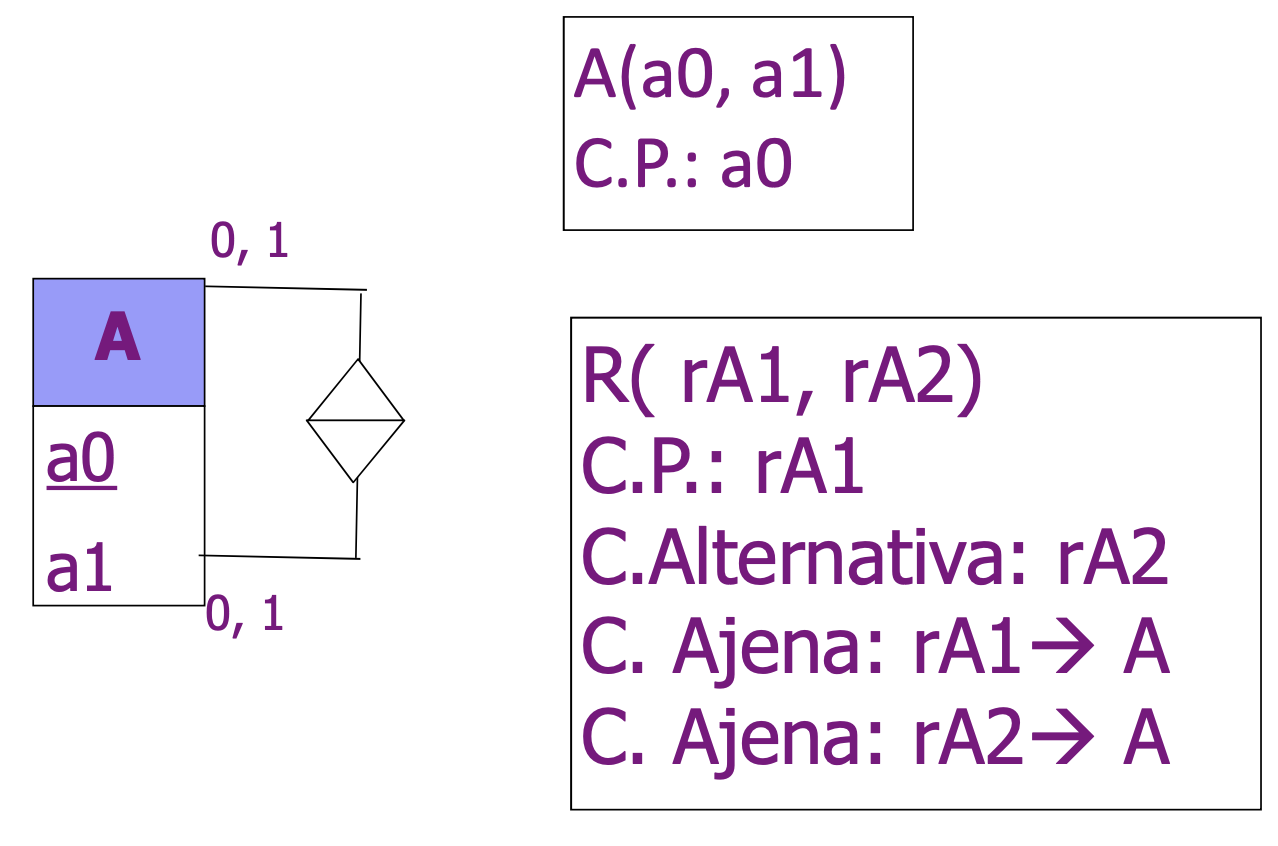 A(a0, a1)
C.P.: a0
0, 1
A
a0
a1
0, 1
R( rA1, rA2)
C.P.: rA1
C.Alternativa: rA2
C. Ajena: rA1→ A
C. Ajena: rA2→ A